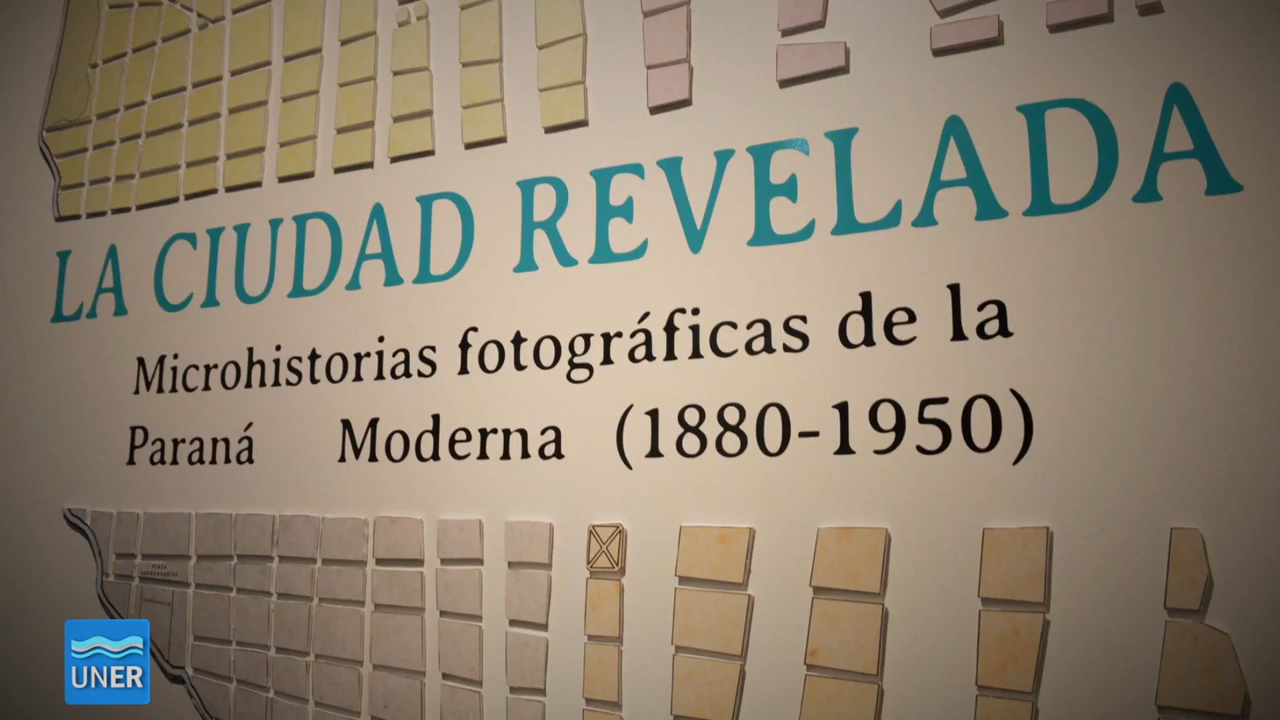 LA CIUDAD REVELADA
Microhistorias fotográficas de la
Paraná Moderna (1880-1950)
UNER